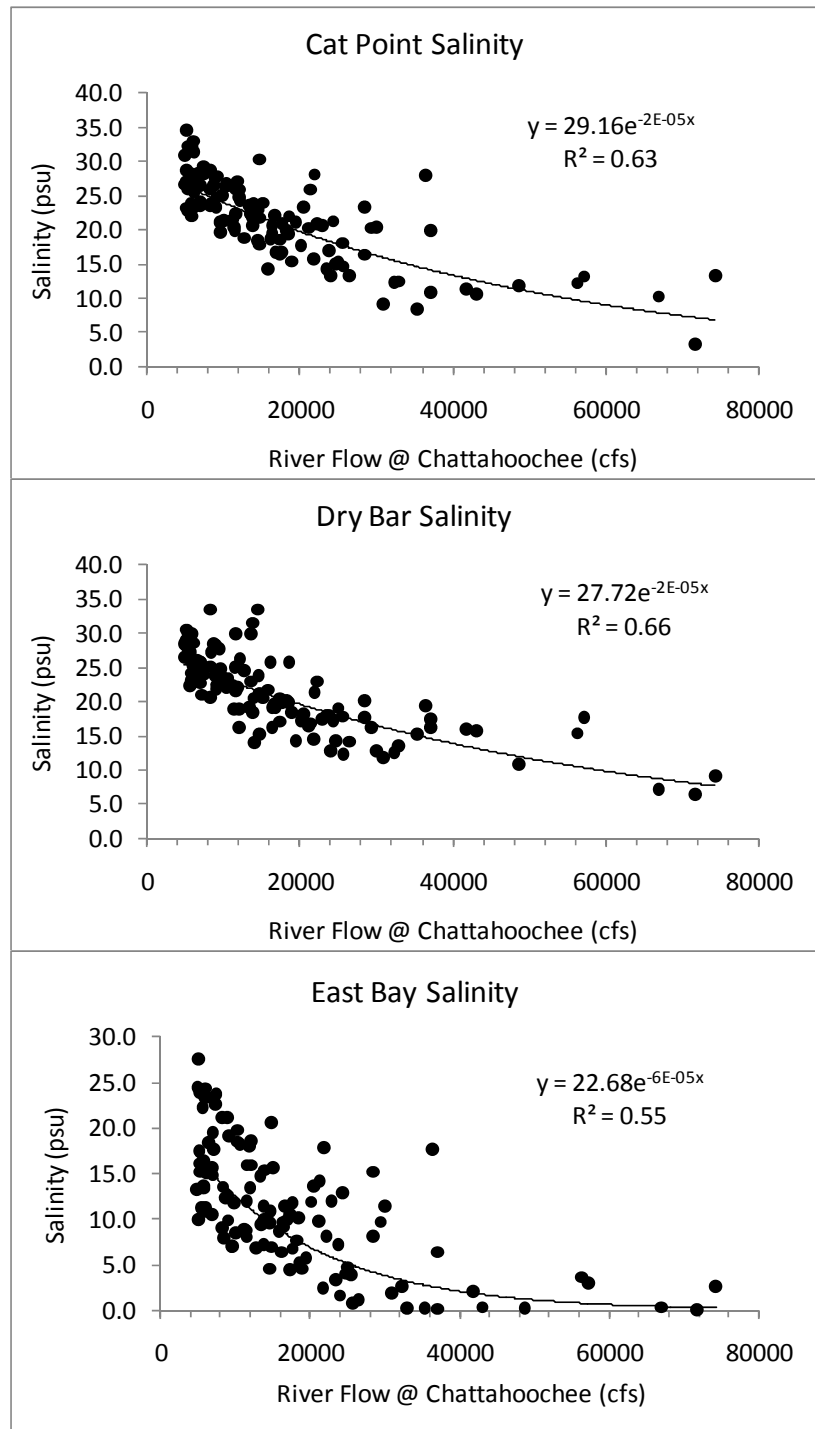 Cat Point Salinity
y = 29.16e^-2E-05x
R² = 0.63
Salinity (psu)
40.0
35.0
30.0
25.0
20.0
15.0
10.0
5.0
0.0
0 20000 40000 60000 80000
River Flow @ Chattahoochee (cfs)
Dry Bar Salinity
y = 27.72e^-2E-05x
R² = 0.66
Salinity (psu)
40.0
35.0
30.0
25.0
20.0
15.0
10.0
5.0
0.0
0 20000 40000 60000 80000
River Flow @ Chattahoochee (cfs)
East Bay Salinity
y = 22.68e^-6E-05x
R² = 0.55
Salinity (psu)
30.0
25.0
20.0
15.0
10.0
5.0
0.0
0 20000 40000 60000 80000
River Flow @ Chattahoochee (cfs)